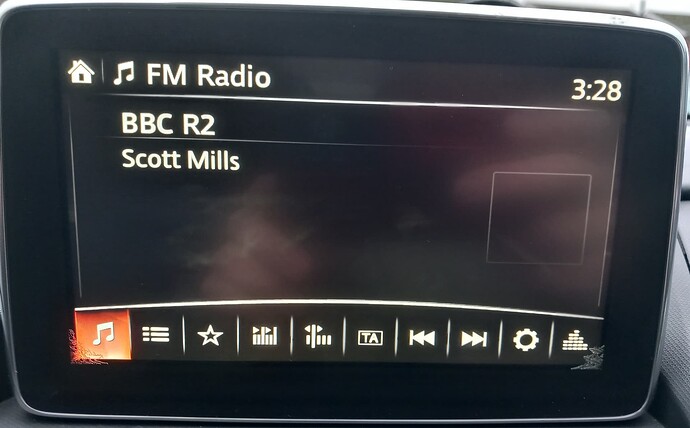 FM Radio
3:28
BBC R2
Scott Mills
TA